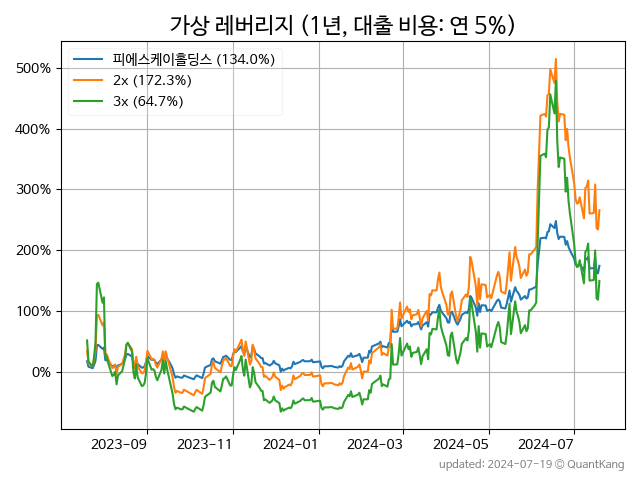 가상 레버리지 (1년, 대출 비용: 연 5%)
피에스케이홀딩스 (134.0%)
2x (172.3%)
3x (64.7%)
500%
400%
300%
200%
100%
0%
2023-09
2023-11
2024-01
2024-03
2024-05
2024-07
updated: 2024-07-19 © QuantKang